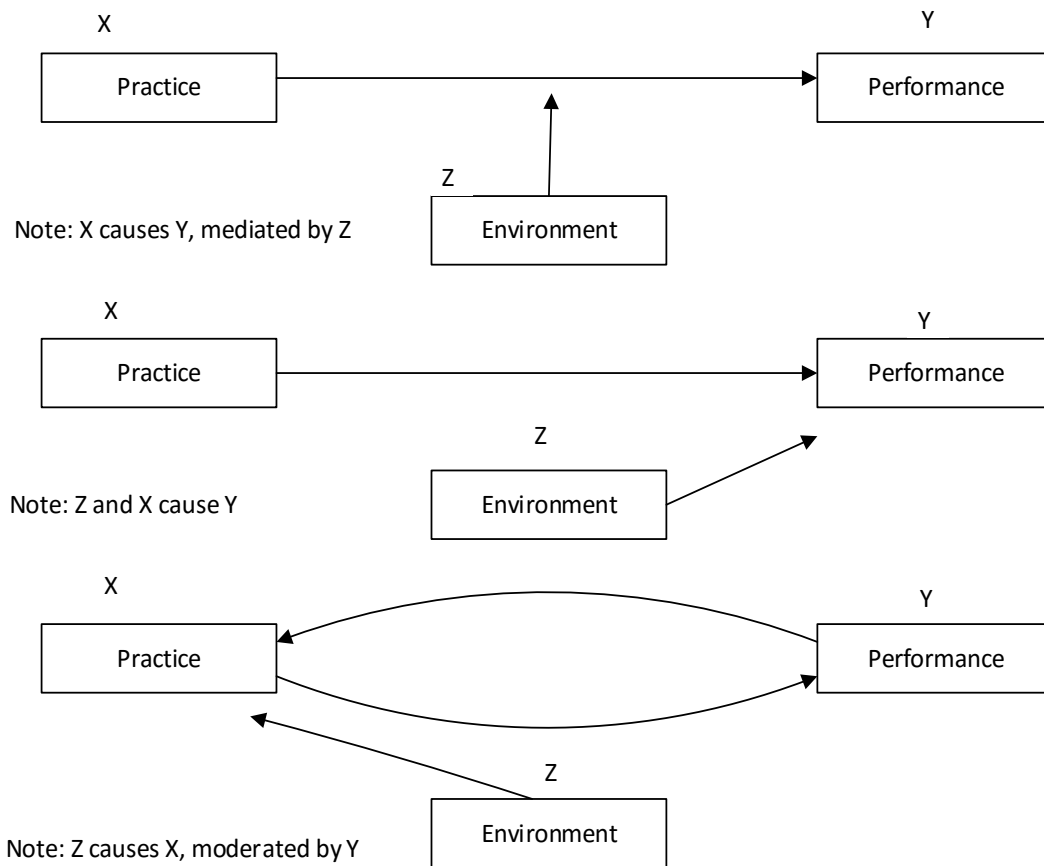 X
Y
Practice
Performance
Z
Environment
Note: X causes Y, mediated by Z
X
Y
Practice
Performance
Z
Environment
Note: Z and X cause Y
X
Y
Practice
Performance
Z
Environment
Note: Z causes X, moderated by Y